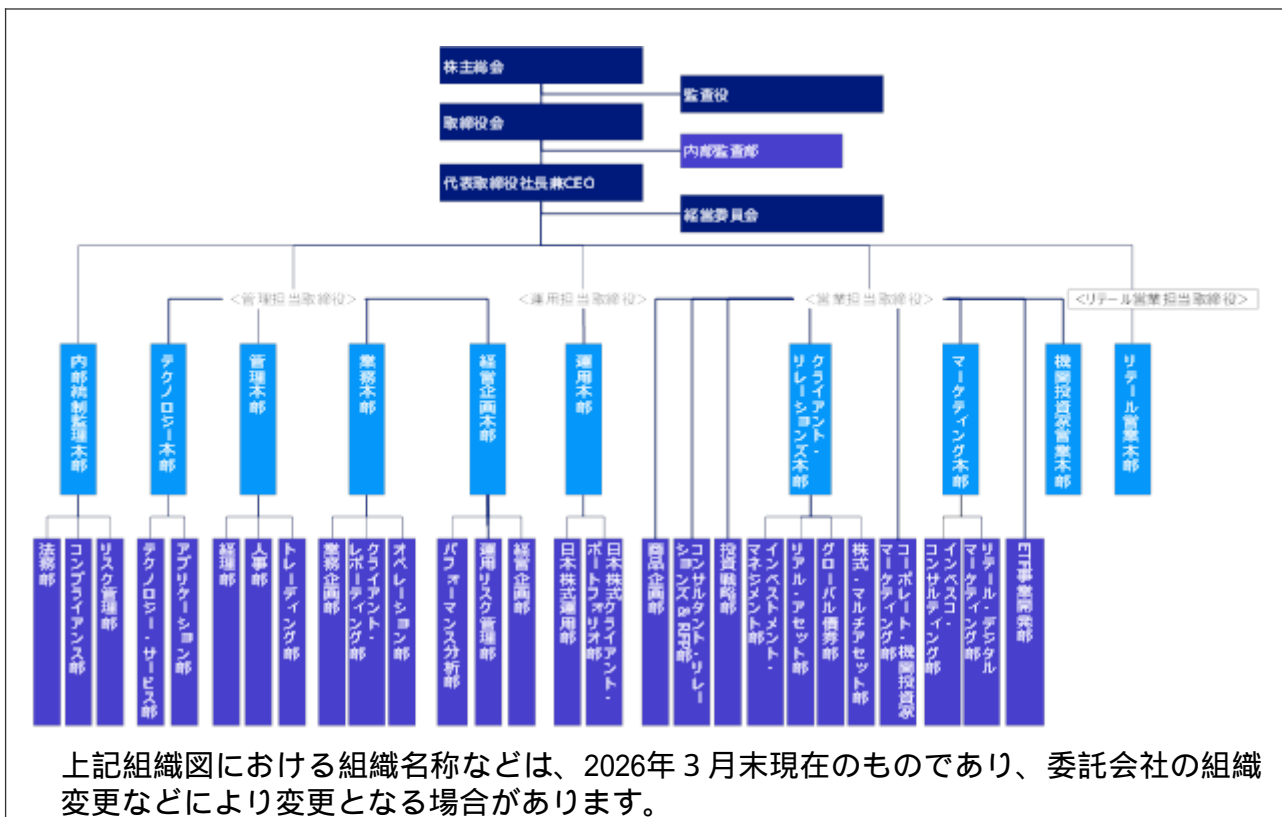 株主総会
監査役
取締役会
内部監査部
代表取締役社長兼CEO
経営委員会
<管理担当取締役>
<運用担当取締役>
<営業担当取締役>
<リテール営業担当取締役>
内部統制監理本部
テクノロジー本部
管理本部
業務本部
経営企画本部
運用本部
クライアント・
リレーションズ本部
マーケティング本部
機関投資家営業本部
リテール営業本部
法務部
コンプライアンス部
リスク管理部
テクノロジー・サービス部
アプリケーション部
経理部
人事部
トレーディング部
業務企画部
クライアント・
レポーティング部
オペレーション部
パフォーマンス分析部
運用リスク管理部
経営企画部
日本株式運用部
日本株式クライアント・
ポートフォリオ部
商品企画部
コンサルタント・リレー
ションズ & RFP部
投資戦略部
インベストメント・
マネジメント部
リアル・アセット部
グローバル債券部
株式・マルチアセット部
コーポレート・機関投資家
マーケティング部
インベスコ・
コンサルティング部
リテール・デジタル
マーケティング部
ETF事業開発部
上記組織図における組織名称などは、2026年3月末現在のものであり、委託会社の組織
変更などにより変更となる場合があります。